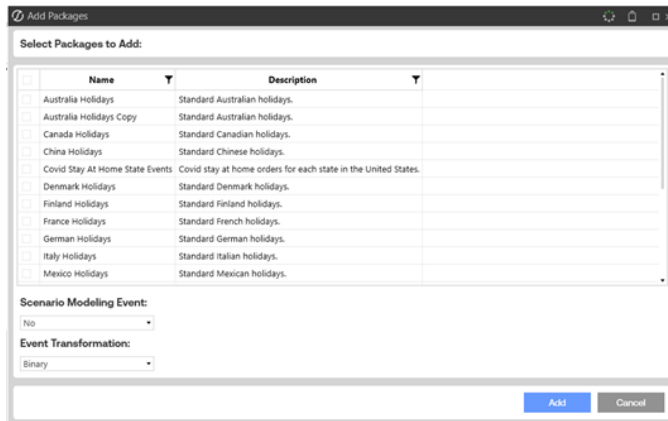 Add Packages
Select Packages to Add:
Name Description
Australia Holidays Standard Australian holidays.
Australia Holidays Copy Standard Australian holidays.
Canada Holidays Standard Canadian holidays.
China Holidays Standard Chinese holidays.
Covid Stay At Home State Events Covid stay at home orders for each state in the United States.
Denmark Holidays Standard Denmark holidays.
Finland Holidays Standard Finland holidays.
France Holidays Standard French holidays.
German Holidays Standard German holidays.
Italy Holidays Standard Italian holidays.
Mexico Holidays Standard Mexican holidays.
Scenario Modeling Event:
No
Event Transformation:
Binary
Add Cancel